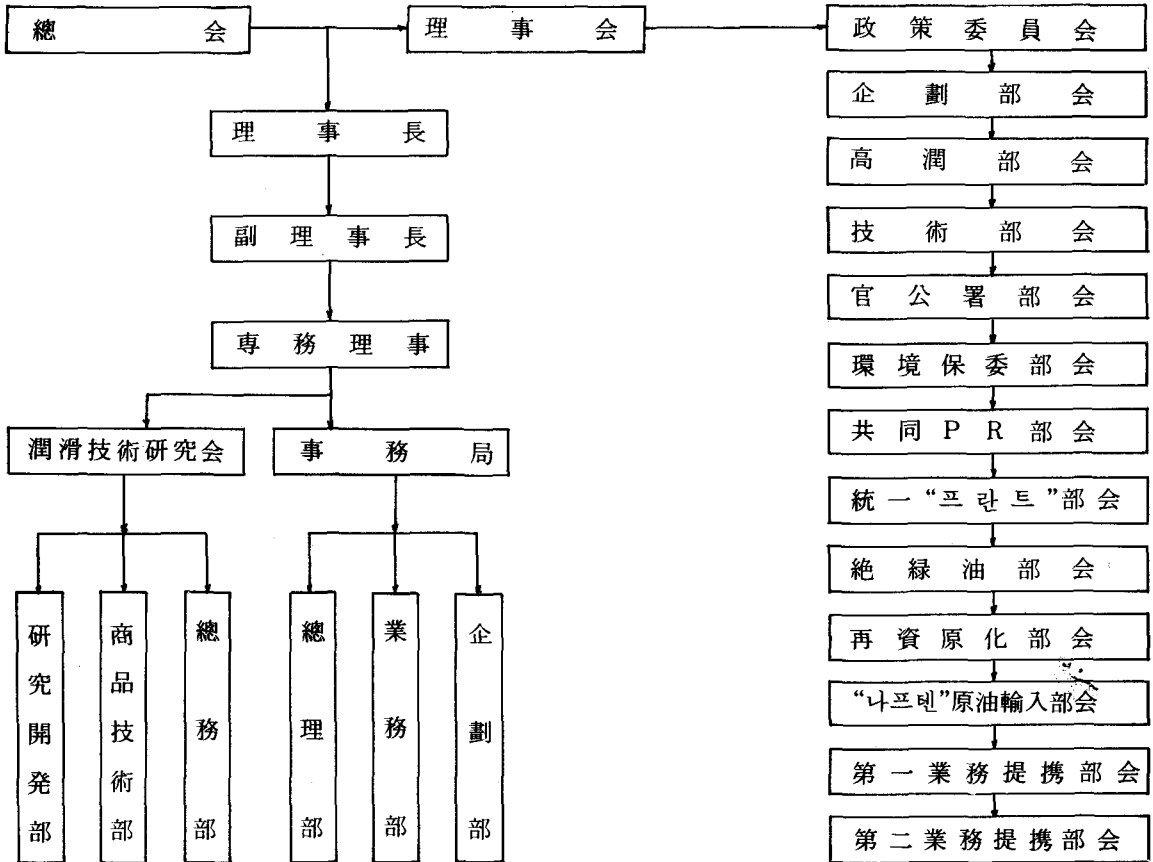 總会
理事会
政策委員会
企劃部会
理事長
高潤部会
副理事長
技術部会
官公署部会
専務理事
環境保委部会
共同PR部会
潤滑技術研究会
事務局
統一“프란트”部会
絶縁油部会
再資原化部会
“나프텐”原油輸入部会
第一業務提携部会
第二業務提携部会
研究開発部
商品技術部
總務部
總理部
業務部
企劃部